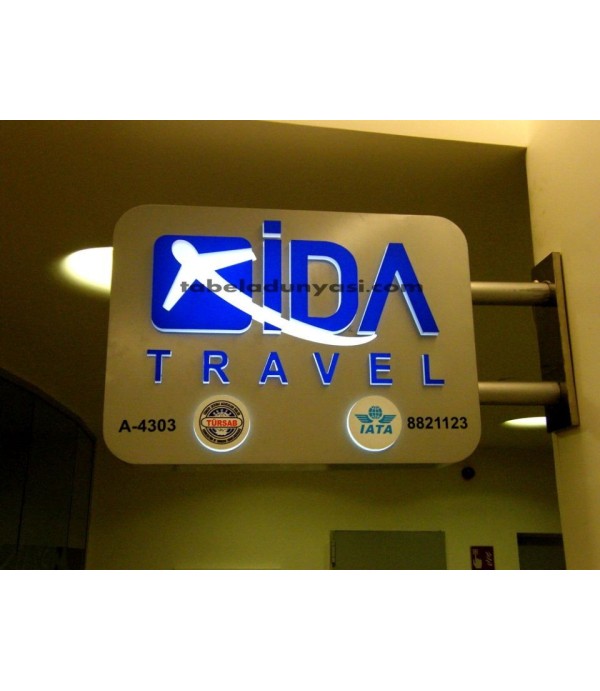 İDA
tabeladunyasi.com
TRAVEL
A-4303 TÜRSAB IATA 8821123